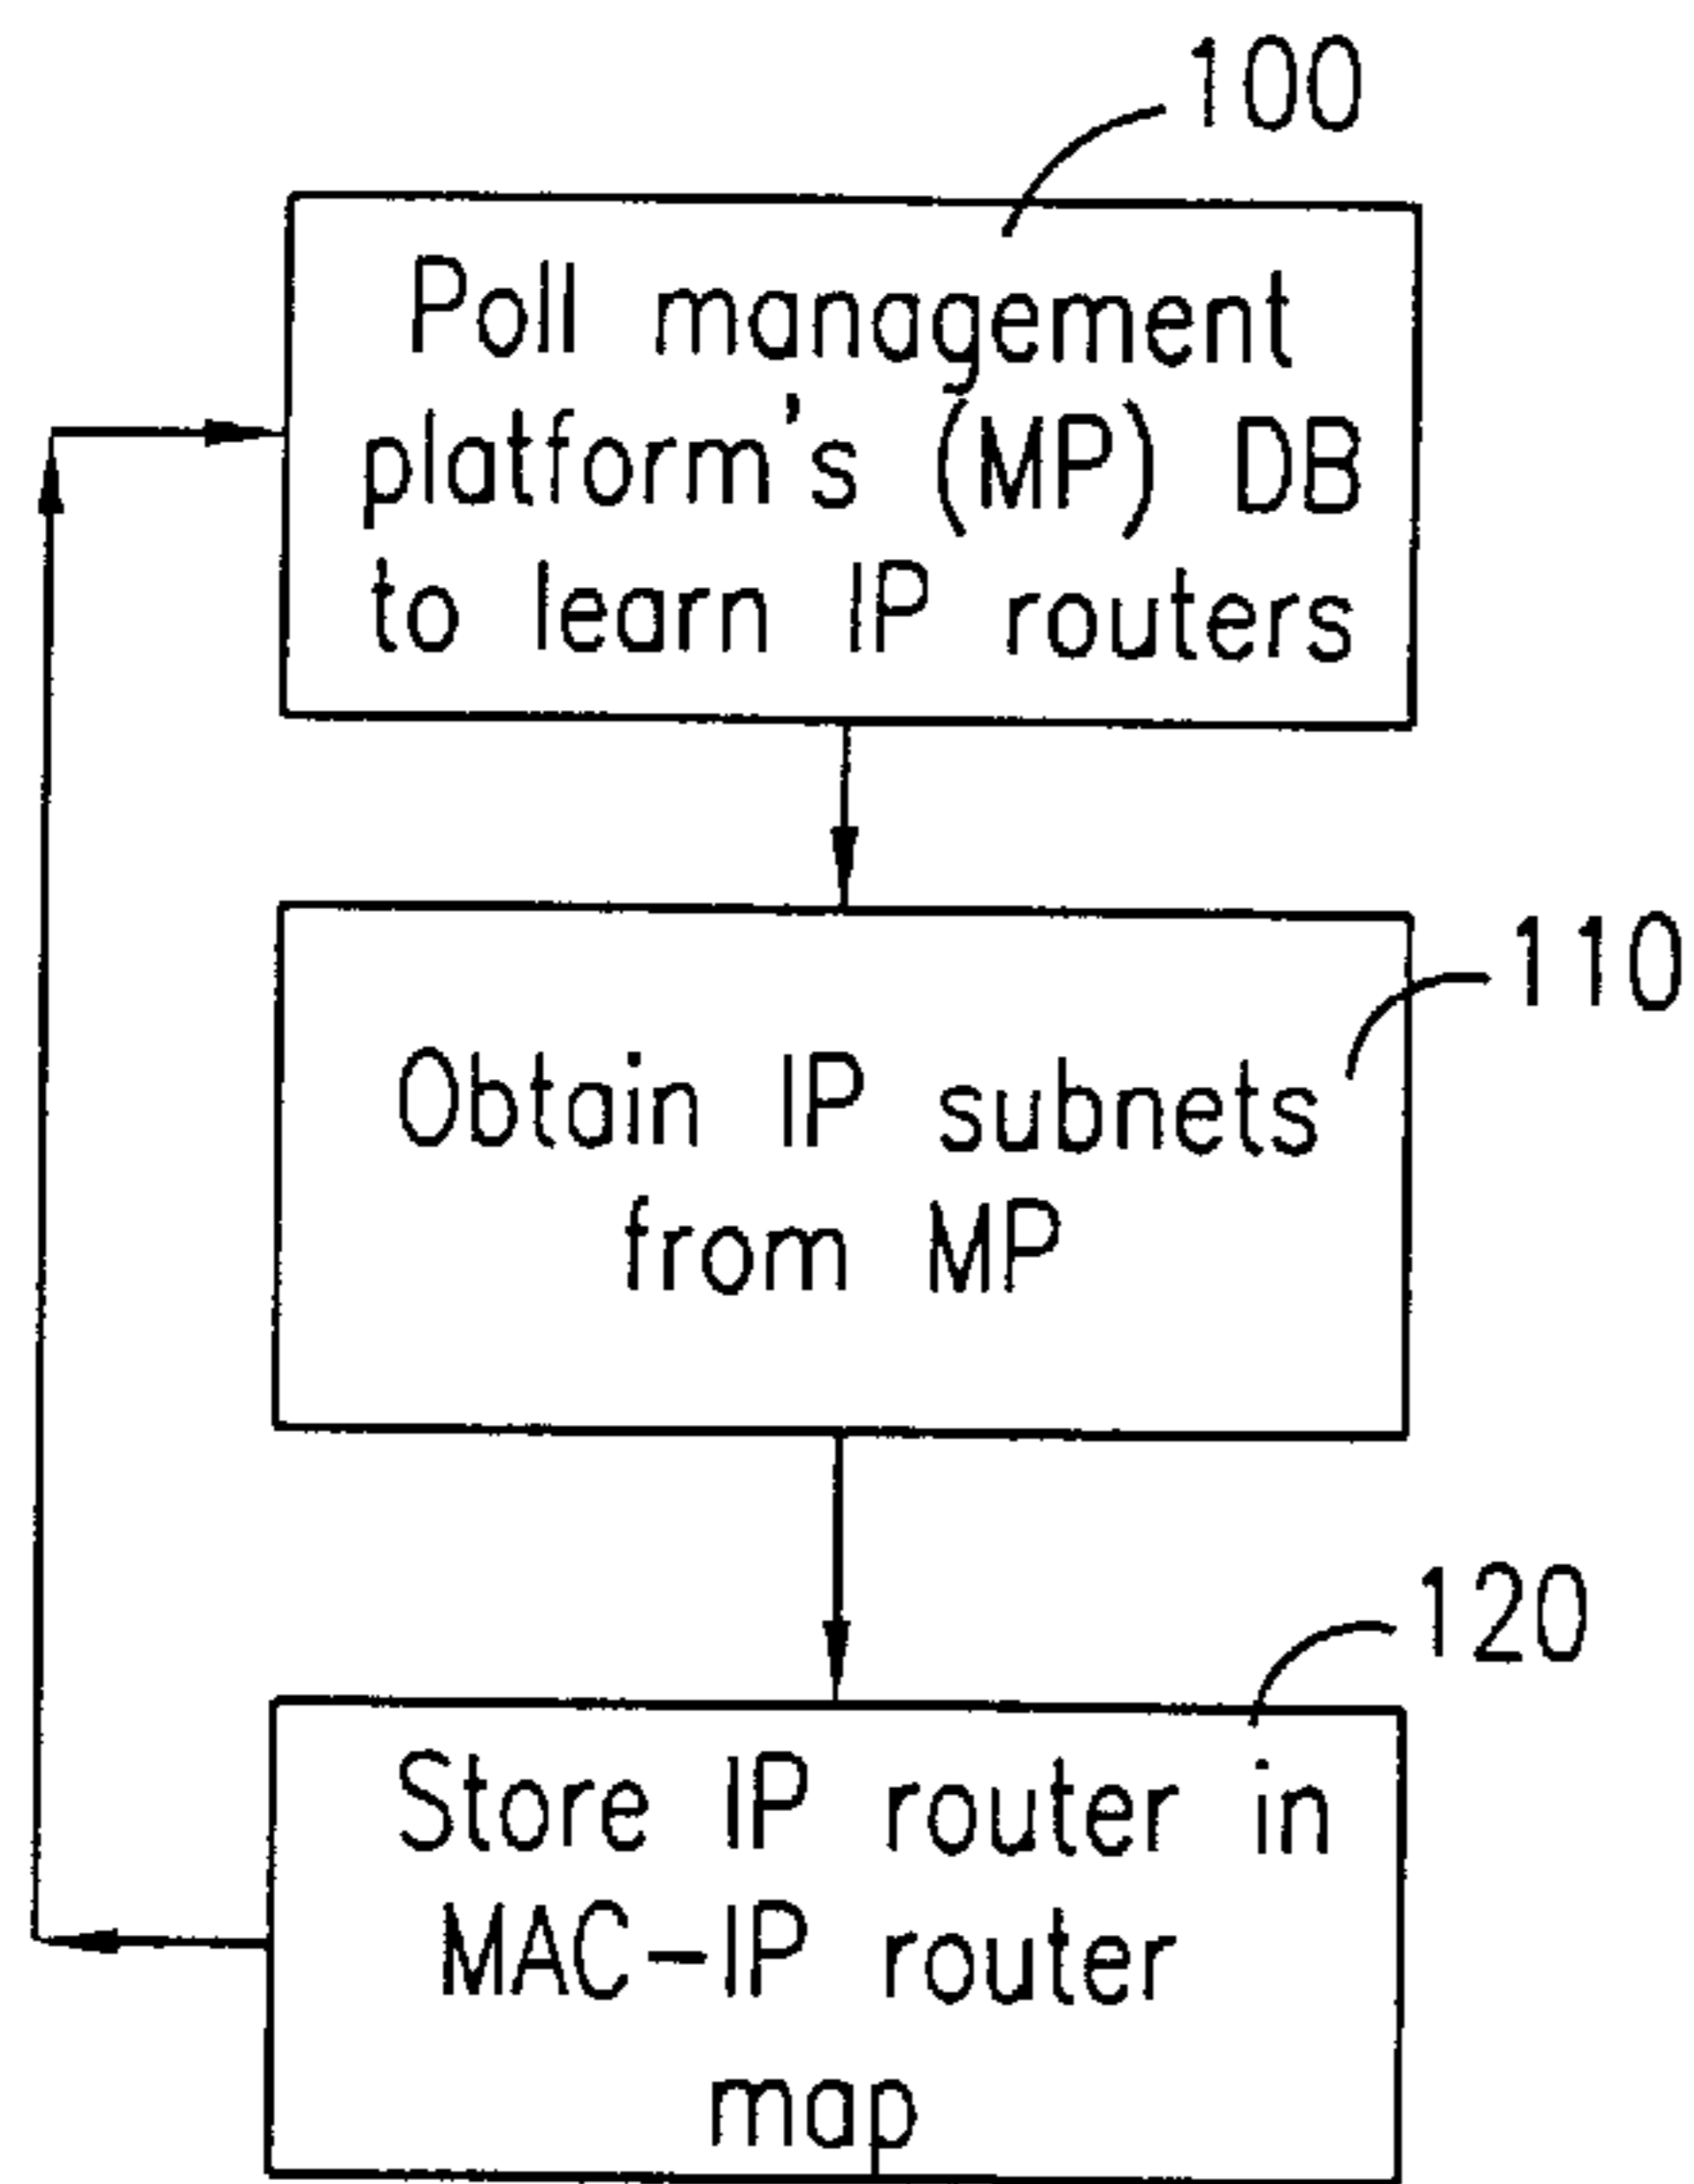 100
Poll management
platform's (MP) DB
to learn IP routers
110
Obtain IP subnets
from MP
120
Store IP router in
MAC-IP router
map